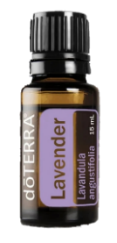 dōTERRA
Lavender
Lavandula
angustifolia
15 mL